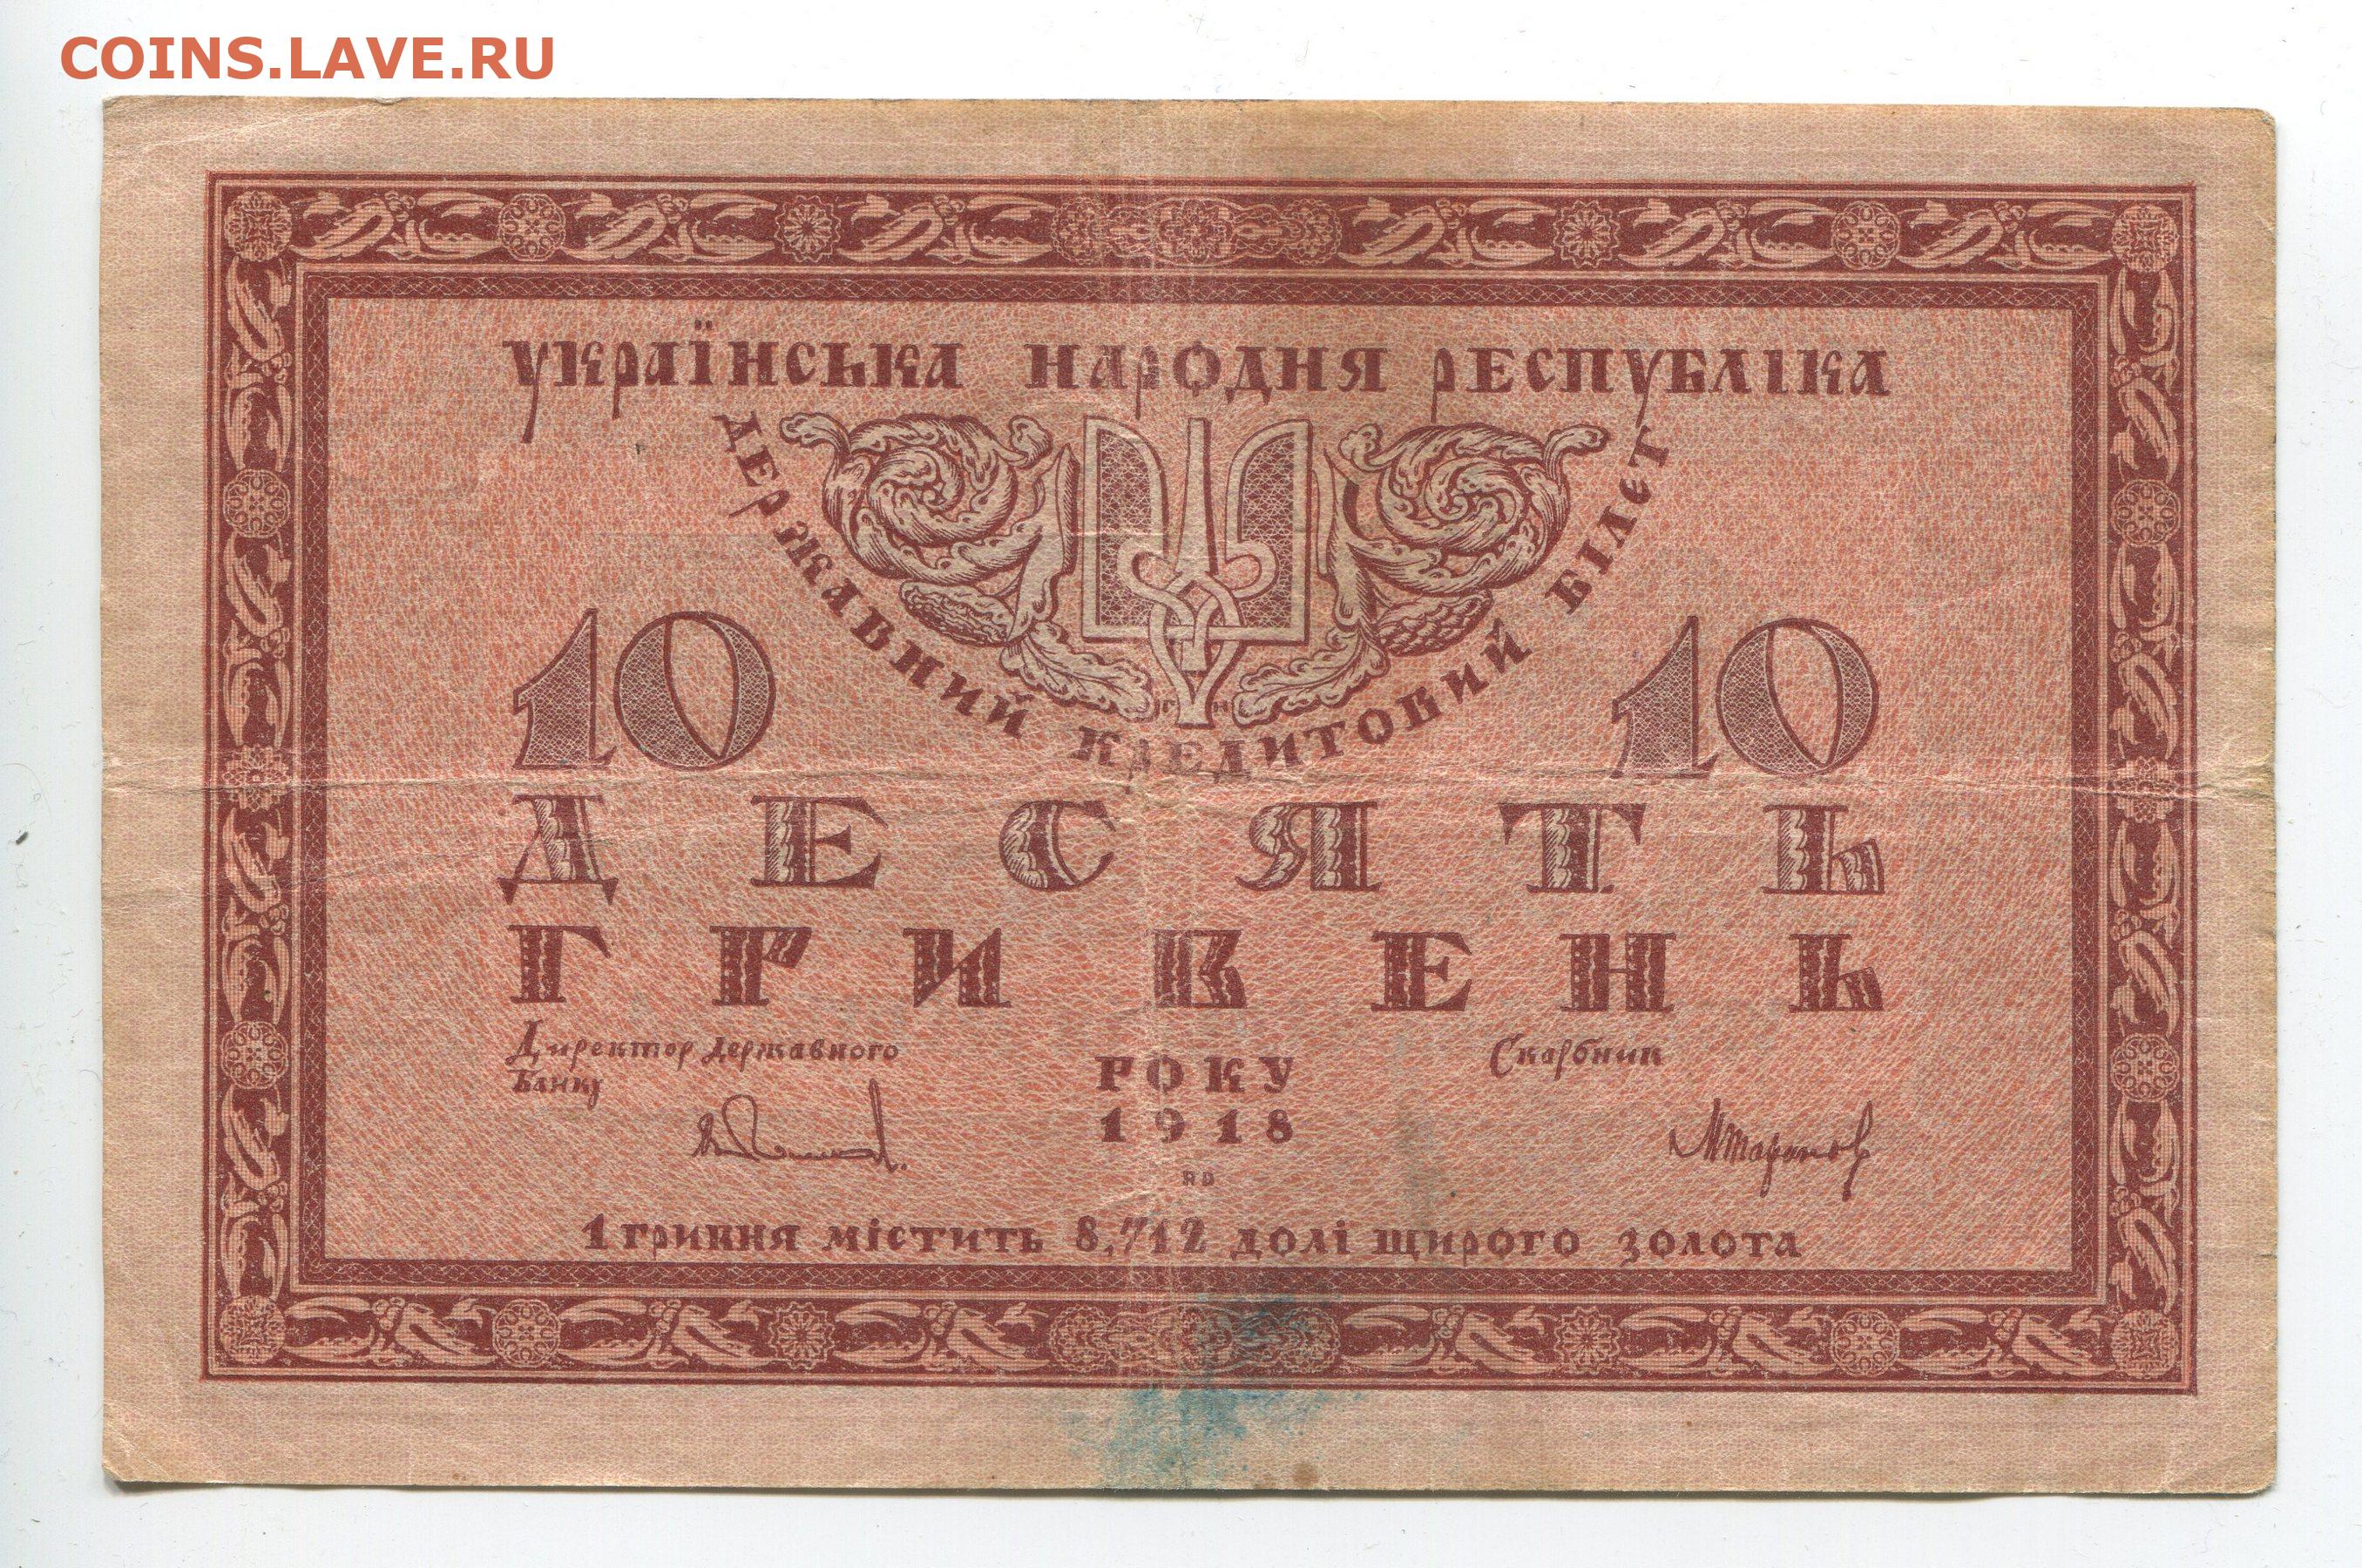 COINS.LAVE.RU
УКРАЇНСЬКА НАРОДНЯ РЕСПУБЛІКА
ДЕРЖАВНИЙ КРЕДИТОВИЙ БІЛЄТ
Г Н
10 10
ДЕСЯТЬ
ГРИВЕНЬ
Директор Державного
Банку
Скарбник
РОКУ
1918
1 ГРИВНЯ МІСТИТЬ 8,712 ДОЛІ ЩИРОГО ЗОЛОТА